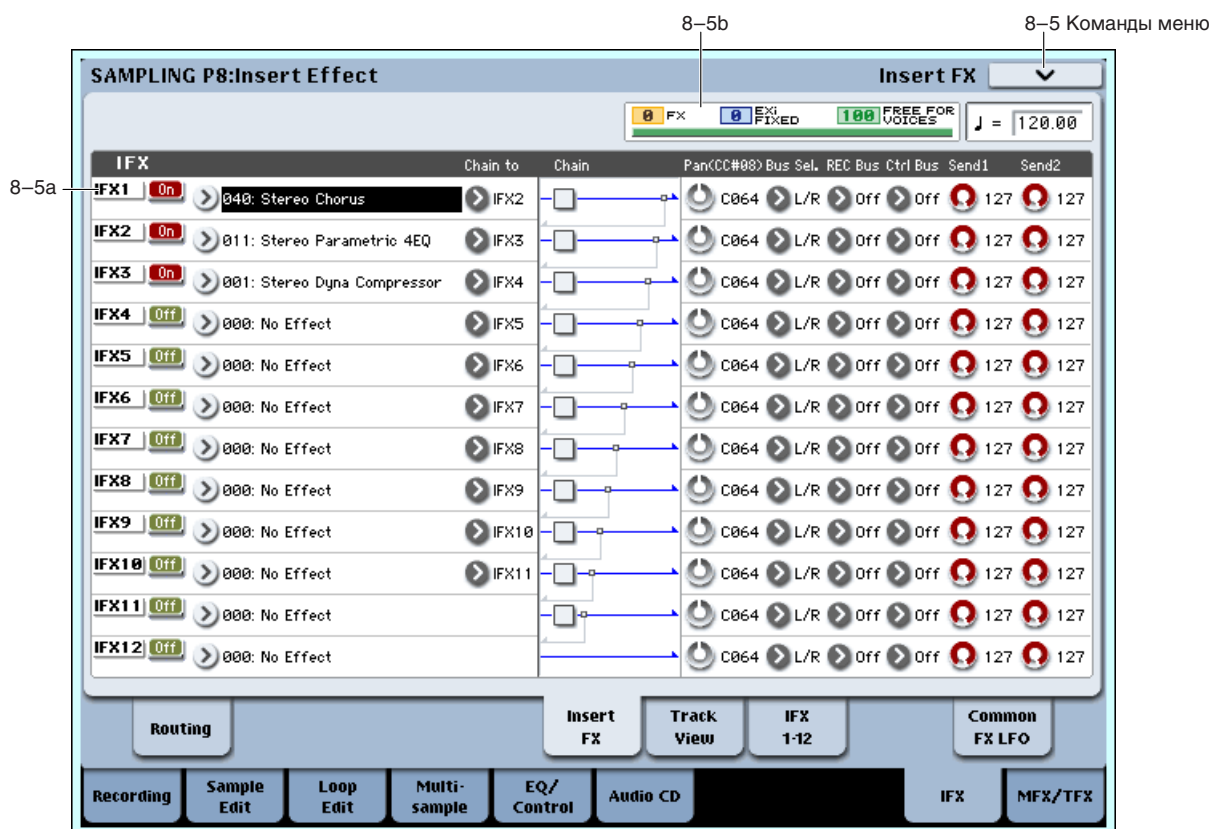 8–5b
8–5 Команды меню
SAMPLING P8:Insert Effect
Insert FX
0 FX 0 EXi FIXED 100 FREE FOR VOICES
♩ = 120.00
IFX Chain to Chain Pan(CC#08) Bus Sel. REC Bus Ctrl Bus Send1 Send2
8–5a
IFX1 On 040: Stereo Chorus IFX2 C064 L/R Off Off 127 127
IFX2 On 011: Stereo Parametric 4EQ IFX3 C064 L/R Off Off 127 127
IFX3 On 001: Stereo Dyna Compressor IFX4 C064 L/R Off Off 127 127
IFX4 Off 000: No Effect IFX5 C064 L/R Off Off 127 127
IFX5 Off 000: No Effect IFX6 C064 L/R Off Off 127 127
IFX6 Off 000: No Effect IFX7 C064 L/R Off Off 127 127
IFX7 Off 000: No Effect IFX8 C064 L/R Off Off 127 127
IFX8 Off 000: No Effect IFX9 C064 L/R Off Off 127 127
IFX9 Off 000: No Effect IFX10 C064 L/R Off Off 127 127
IFX10 Off 000: No Effect IFX11 C064 L/R Off Off 127 127
IFX11 Off 000: No Effect C064 L/R Off Off 127 127
IFX12 Off 000: No Effect C064 L/R Off Off 127 127
Routing
Insert
FX
Track
View
IFX
1-12
Common
FX LFO
Recording
Sample
Edit
Loop
Edit
Multi-
sample
EQ/
Control
Audio CD
IFX
MFX/TFX